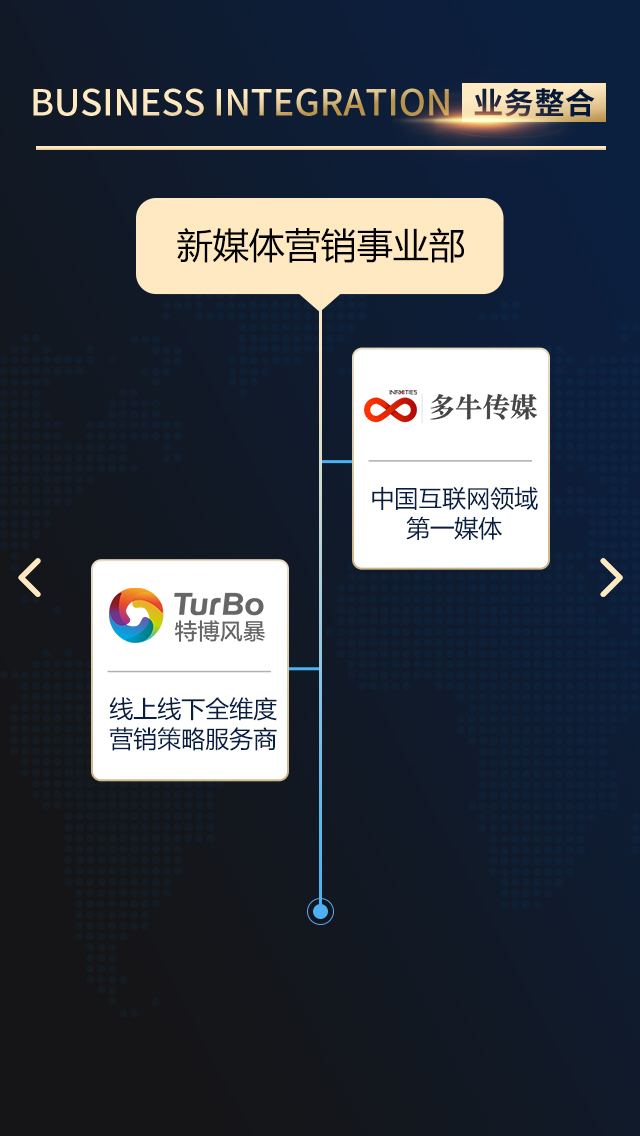 BUSINESS INTEGRATION 业务整合
新媒体营销事业部
INFINITIES
多牛传媒
中国互联网领域
第一媒体
TurBo
特博风暴
线上线下全维度
营销策略服务商